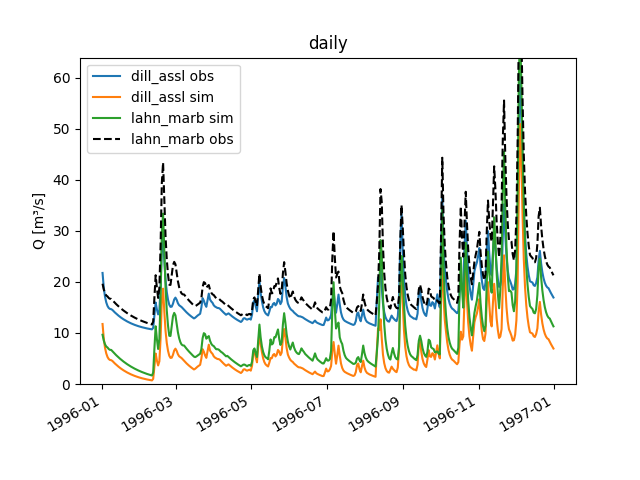 daily
dill_assl obs
dill_assl sim
lahn_marb sim
lahn_marb obs
Q [m³/s]
60
50
40
30
20
10
0
1996-01
1996-03
1996-05
1996-07
1996-09
1996-11
1997-01